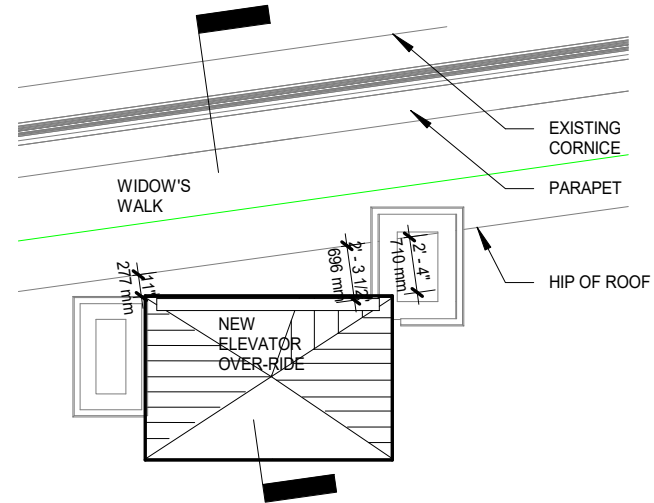 EXISTING
CORNICE
WIDOW'S
WALK
PARAPET
HIP OF ROOF
11"
277 mm
2' - 3 1/2"
696 mm
2' - 4"
710 mm
NEW
ELEVATOR
OVER-RIDE